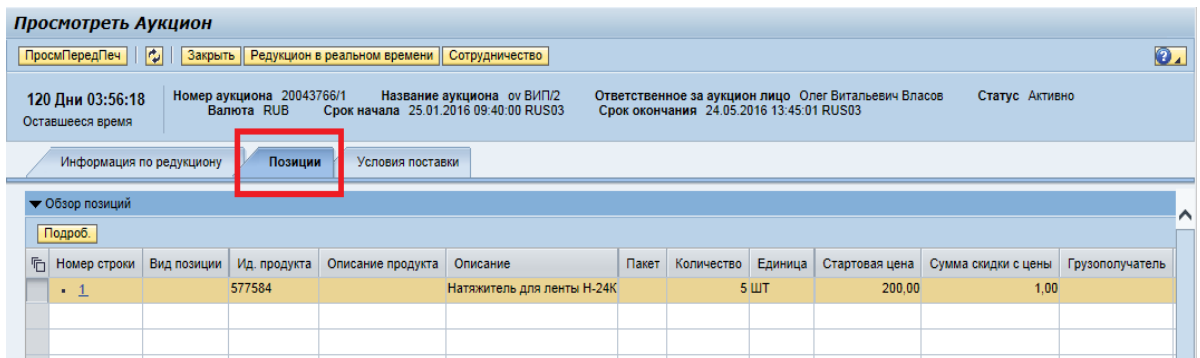 Просмотреть Аукцион
ПросмПередПеч Закрыть Редукцион в реальном времени Сотрудничество
120 Дни 03:56:18 Номер аукциона 20043766/1 Название аукциона ov ВИП/2 Ответственное за аукцион лицо Олег Витальевич Власов Статус Активно
Оставшееся время Валюта RUB Срок начала 25.01.2016 09:40:00 RUS03 Срок окончания 24.05.2016 13:45:01 RUS03
Информация по редукциону Позиции Условия поставки
Обзор позиций
Подроб.
Номер строки Вид позиции Ид. продукта Описание продукта Описание Пакет Количество Единица Стартовая цена Сумма скидки с цены Грузополучатель
1 577584 Натяжитель для ленты Н-24К 5 ШТ 200,00 1,00